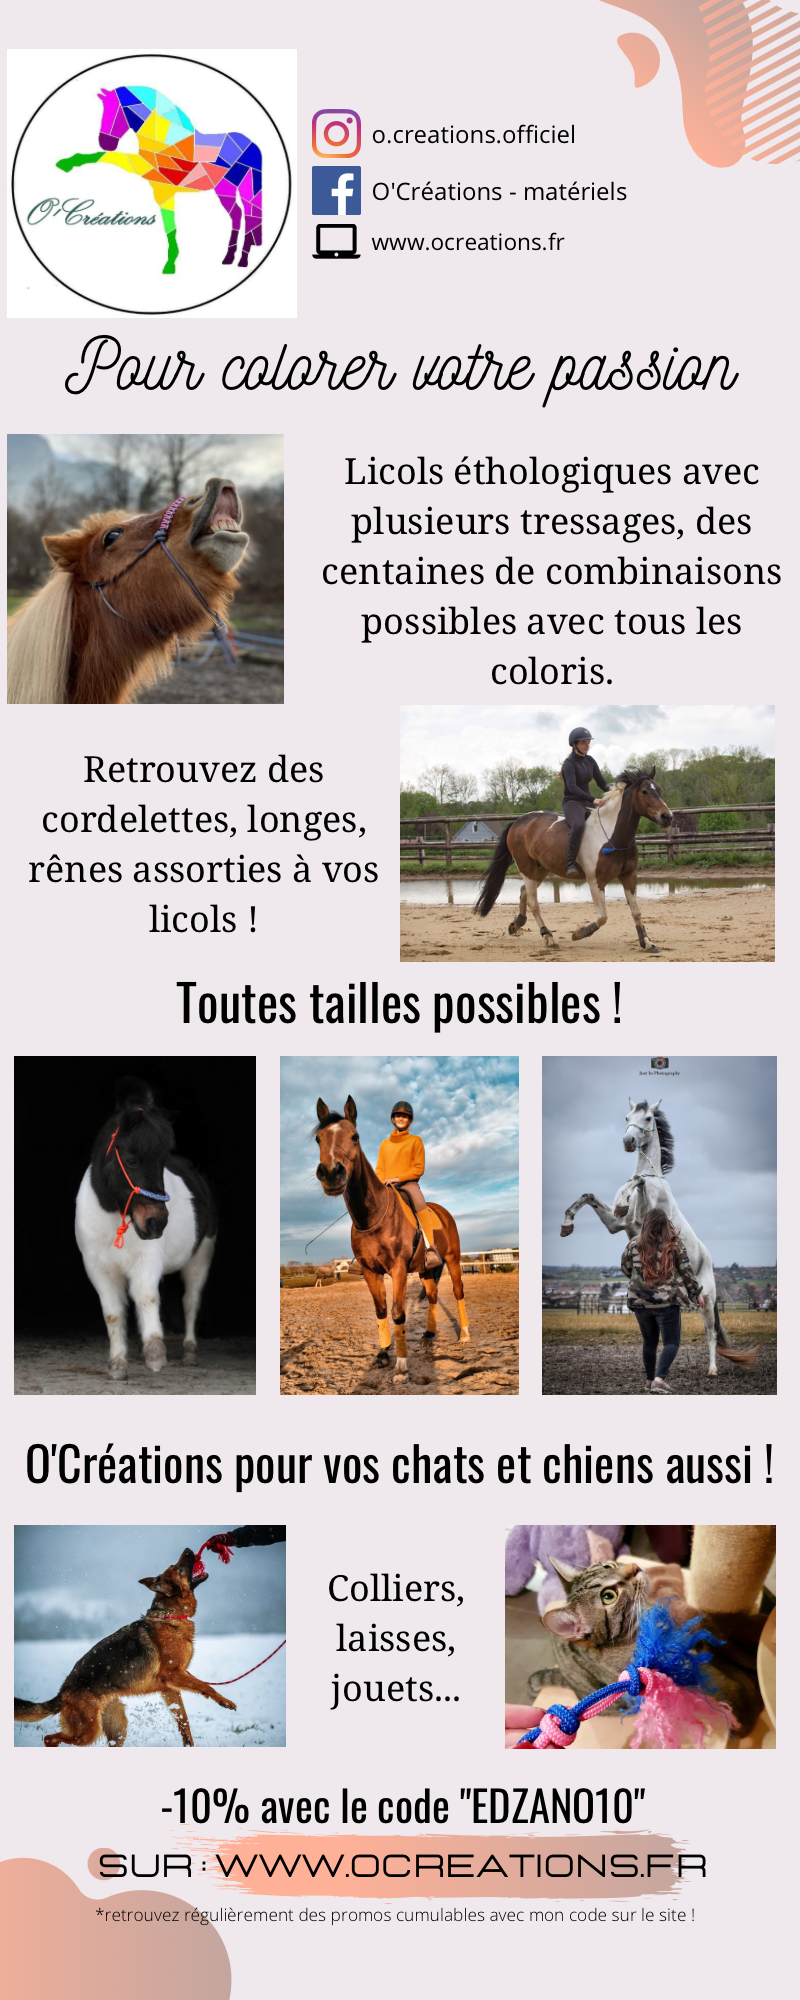 O'Créations
o.creations.officiel
O'Créations - matériels
www.ocreations.fr
Pour colorer votre passion
Licols éthologiques avec
plusieurs tressages, des
centaines de combinaisons
possibles avec tous les
coloris.
Retrouvez des
cordelettes, longes,
rênes assorties à vos
licols !
Toutes tailles possibles !
O'Créations pour vos chats et chiens aussi !
Colliers,
laisses,
jouets...
-10% avec le code "EDZANO10"
SUR : WWW.OCREATIONS.FR
*retrouvez régulièrement des promos cumulables avec mon code sur le site !